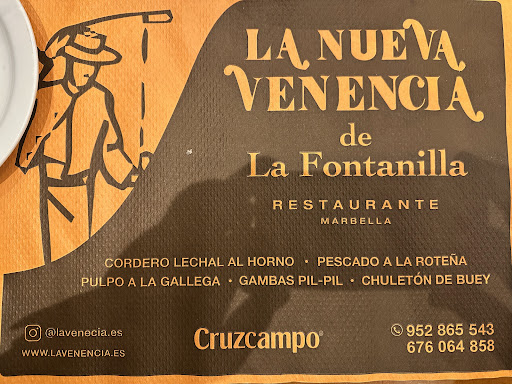 LA NUEVA
VENENCIA
de
La Fontanilla
RESTAURANTE
MARBELLA
CORDERO LECHAL AL HORNO · PESCADO A LA ROTEÑA
PULPO A LA GALLEGA · GAMBAS PIL-PIL · CHULETÓN DE BUEY
@lavenecia.es
WWW.LAVENENCIA.ES
Cruzcampo®
952 865 543
676 064 858